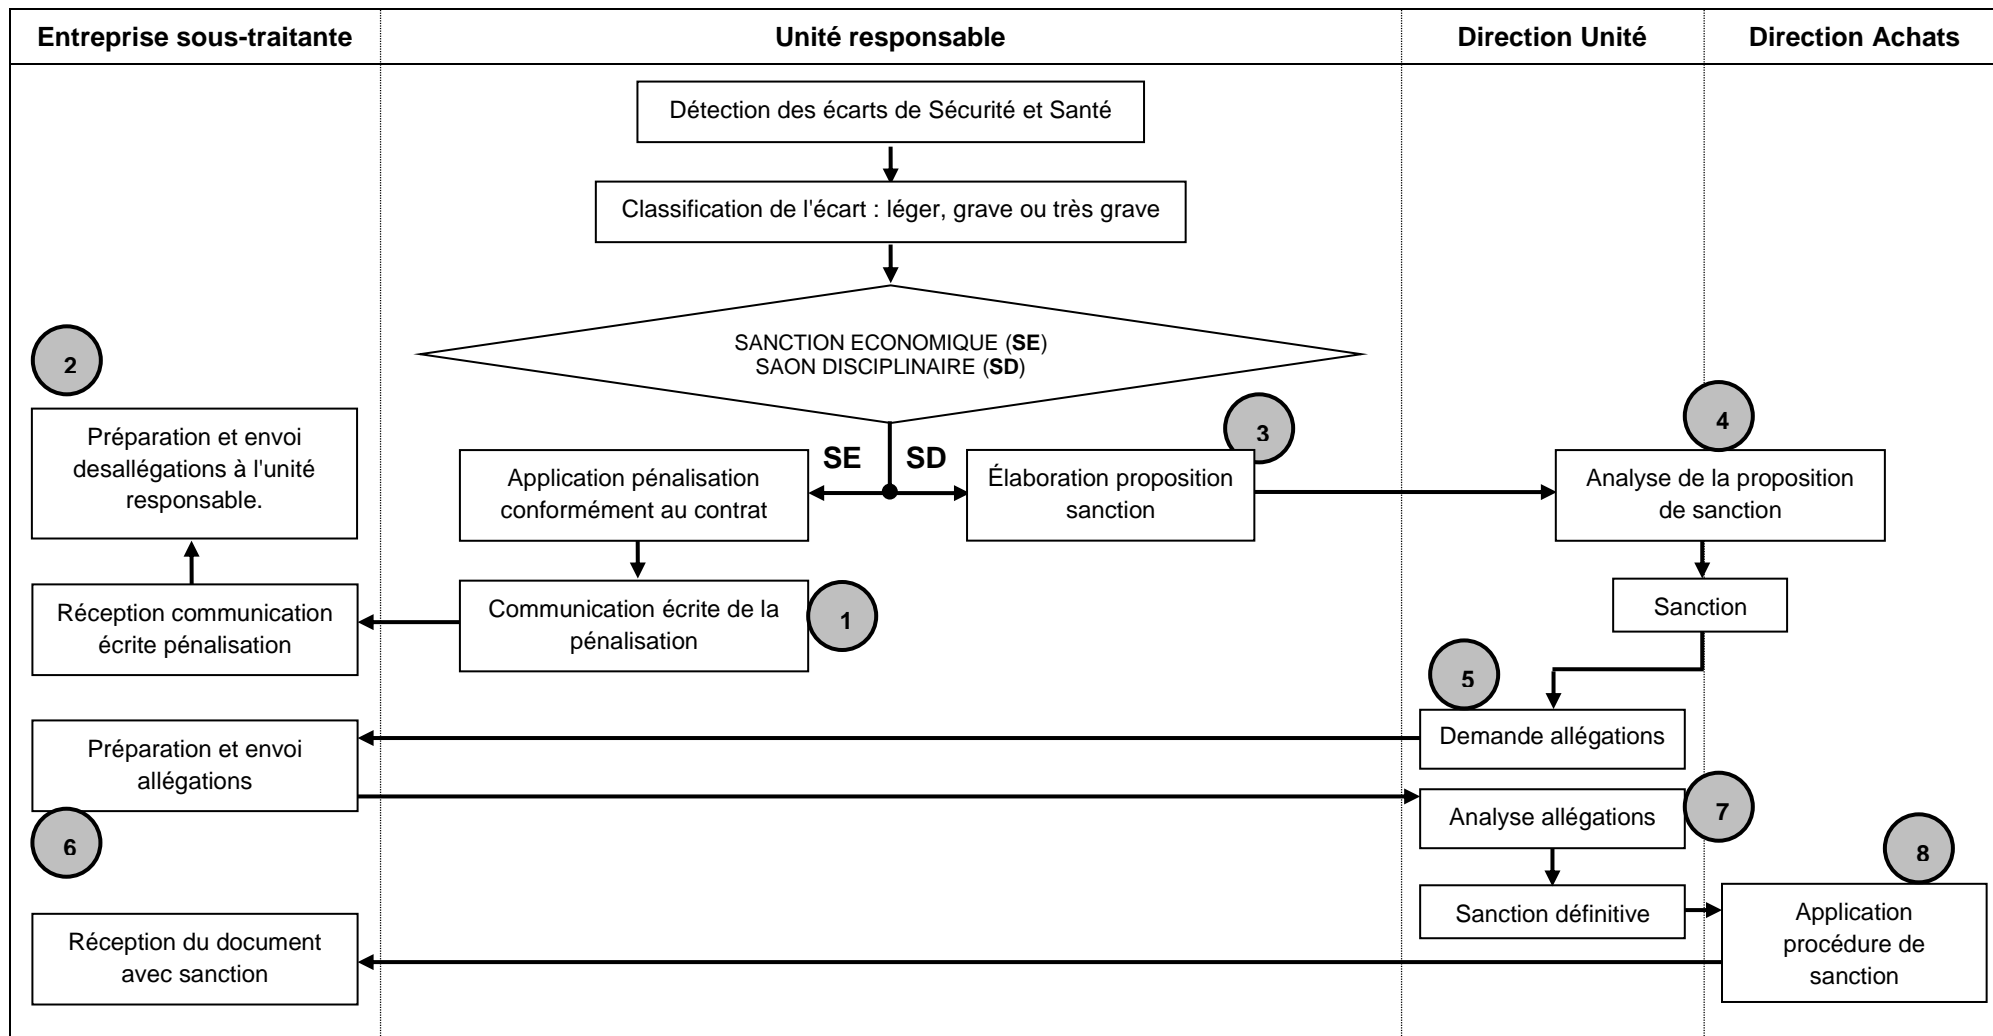 Entreprise sous-traitante
Unité responsable
Direction Unité
Direction Achats
Détection des écarts de Sécurité et Santé
Classification de l'écart : léger, grave ou très grave
SANCTION ECONOMIQUE (SE)
SAON DISCIPLINAIRE (SD)
2
Préparation et envoi
desallégations à l'unité
responsable.
SE
SD
3
4
Application pénalisation
conformément au contrat
Élaboration proposition
sanction
Analyse de la proposition
de sanction
Réception communication
écrite pénalisation
Communication écrite de la
pénalisation
1
Sanction
5
Préparation et envoi
allégations
Demande allégations
6
Analyse allégations
7
8
Sanction définitive
Application
procédure de
sanction
Réception du document
avec sanction